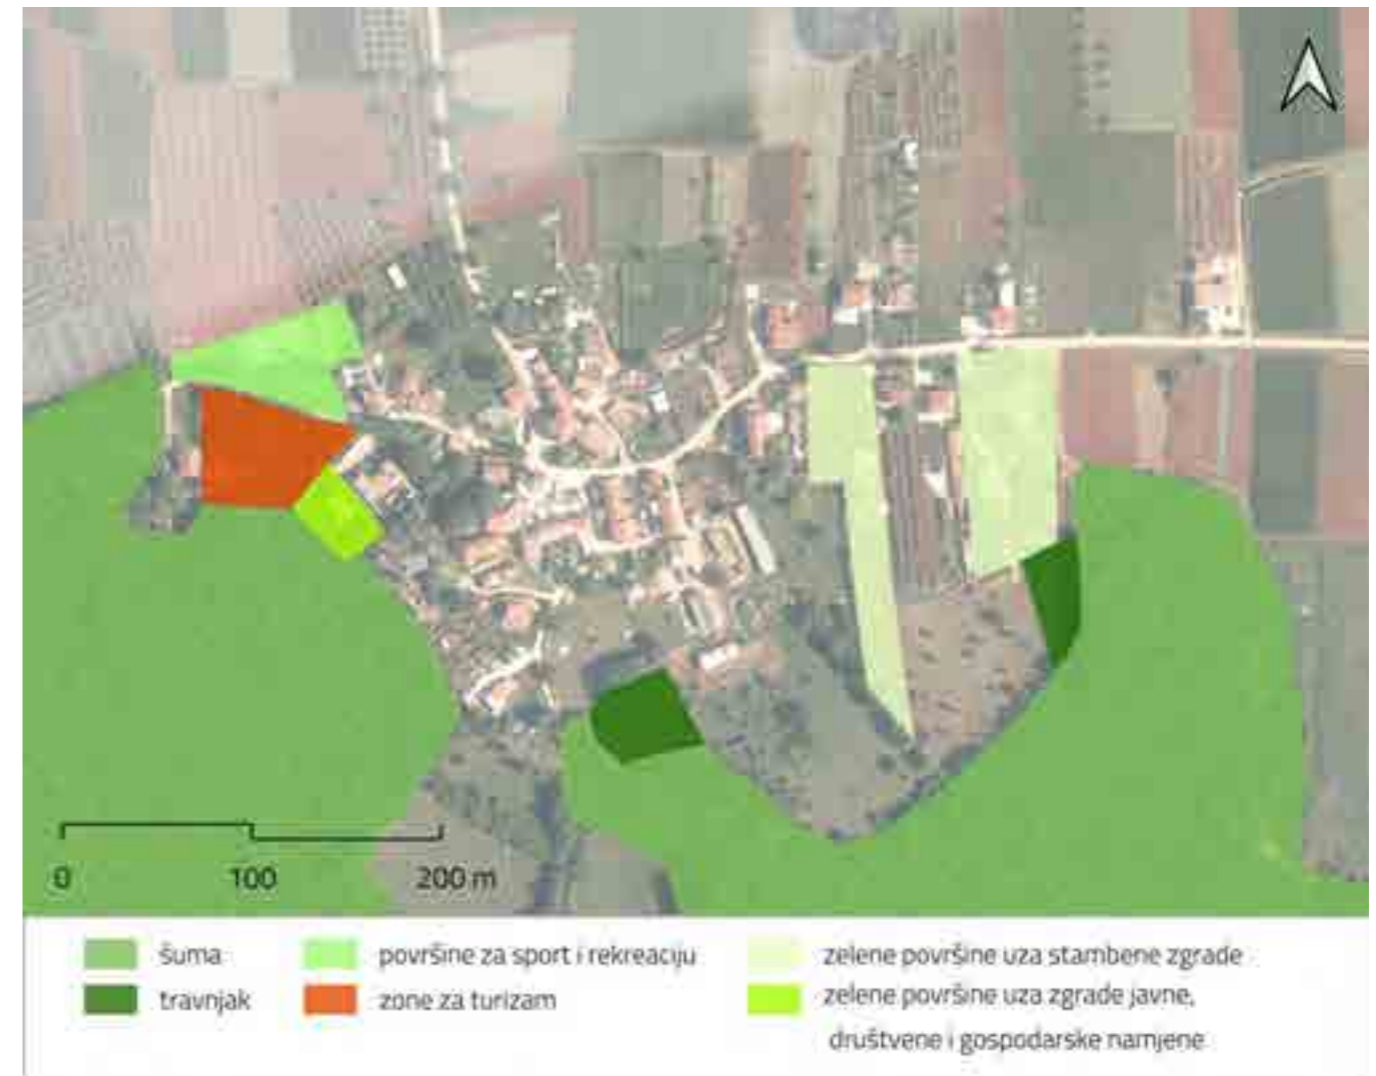 0 100 200 m
šuma
travnjak
površine za sport i rekreaciju
zone za turizam
zelene površine uza stambene zgrade
zelene površine uza zgrade javne,
društvene i gospodarske namjene